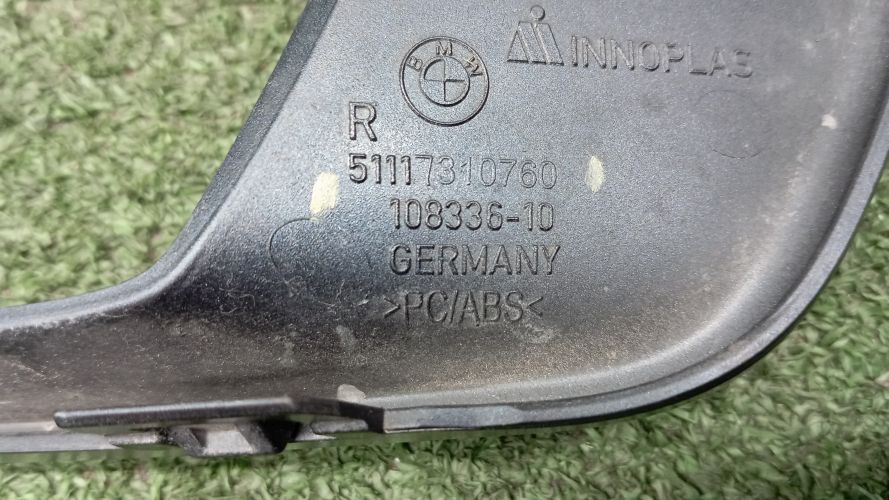 BMW
INNOPLAS
R
51117310760
108336-10
GERMANY
>PC/ABS<